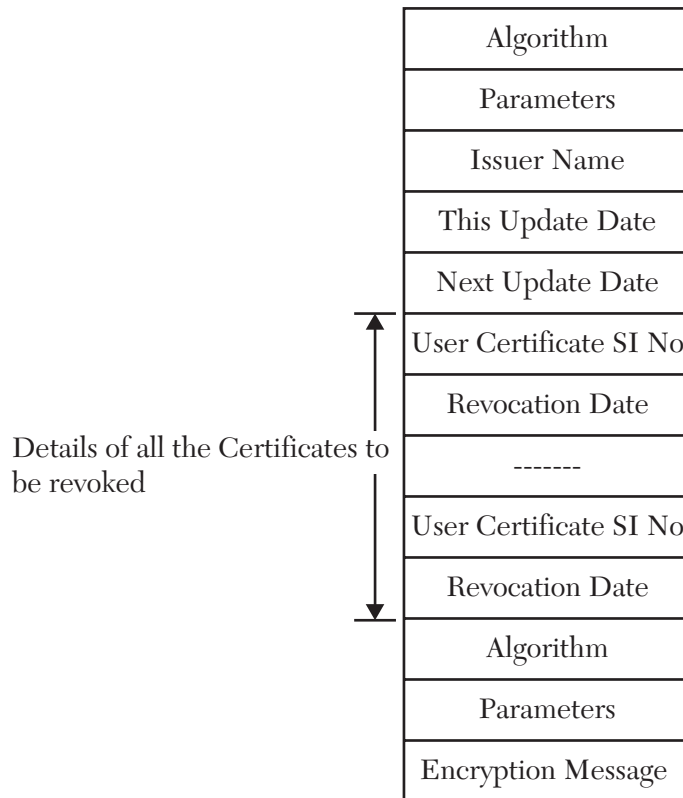 Algorithm
Parameters
Issuer Name
This Update Date
Next Update Date
User Certificate SI No
Revocation Date
Details of all the Certificates to
be revoked
-------
User Certificate SI No
Revocation Date
Algorithm
Parameters
Encryption Message